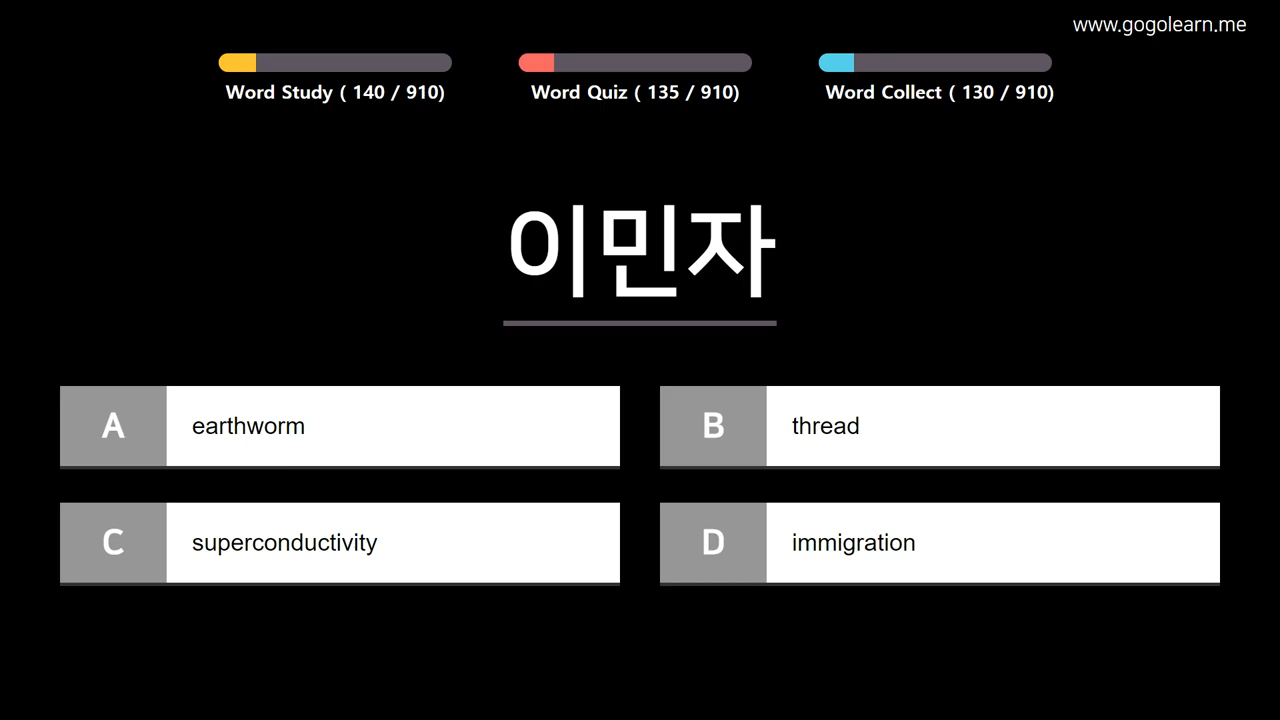 www.gogolearn.me
Word Study ( 140 / 910)
Word Quiz ( 135 / 910)
Word Collect ( 130 / 910)
이민자
A earthworm
B thread
C superconductivity
D immigration